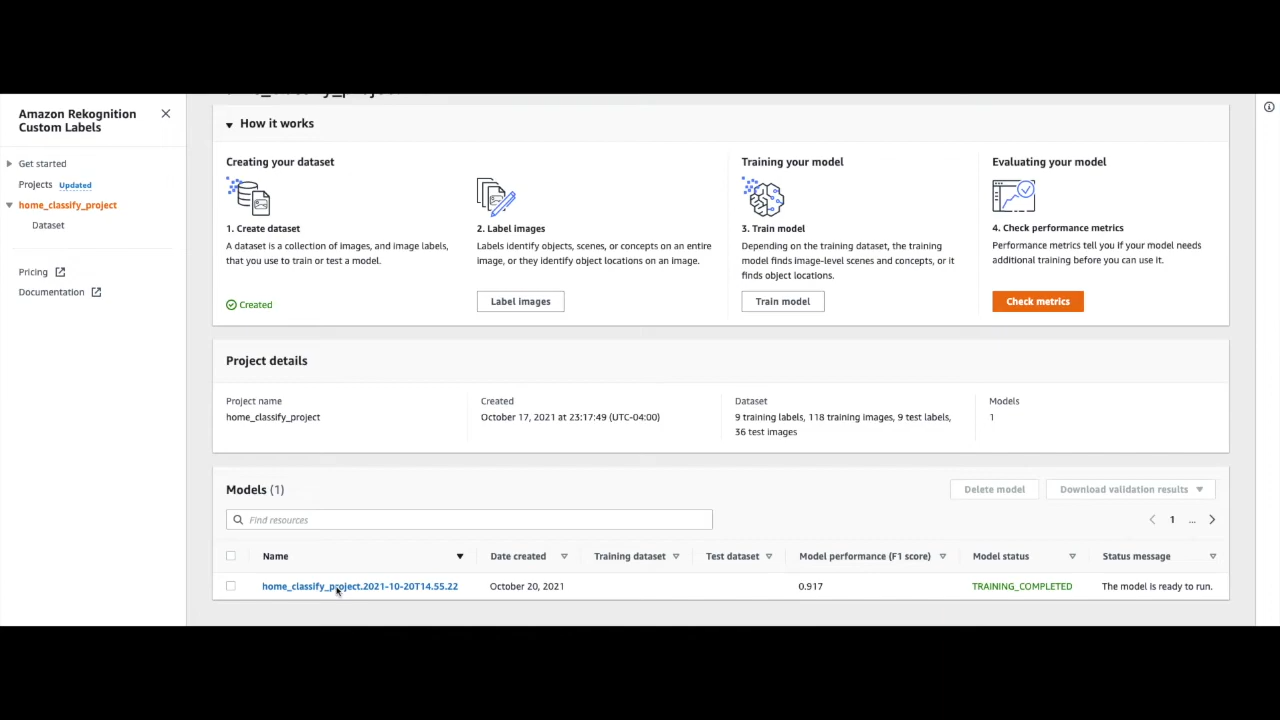 Amazon Rekognition
Custom Labels
Get started
Projects Updated
home_classify_project
Dataset
Pricing
Documentation
How it works
Creating your dataset
1. Create dataset
A dataset is a collection of images, and image labels,
that you use to train or test a model.
Created
2. Label images
Labels identify objects, scenes, or concepts on an entire
image, or they identify object locations on an image.
Label images
Training your model
3. Train model
Depending on the training dataset, the training
model finds image-level scenes and concepts, or it
finds object locations.
Train model
Evaluating your model
4. Check performance metrics
Performance metrics tell you if your model needs
additional training before you can use it.
Check metrics
Project details
Project name
home_classify_project
Created
October 17, 2021 at 23:17:49 (UTC-04:00)
Dataset
9 training labels, 118 training images, 9 test labels,
36 test images
Models
1
Models (1)
Delete model
Download validation results
Find resources
1 ...
Name Date created Training dataset Test dataset Model performance (F1 score) Model status Status message
home_classify_project.2021-10-20T14.55.22 October 20, 2021 0.917 TRAINING_COMPLETED The model is ready to run.